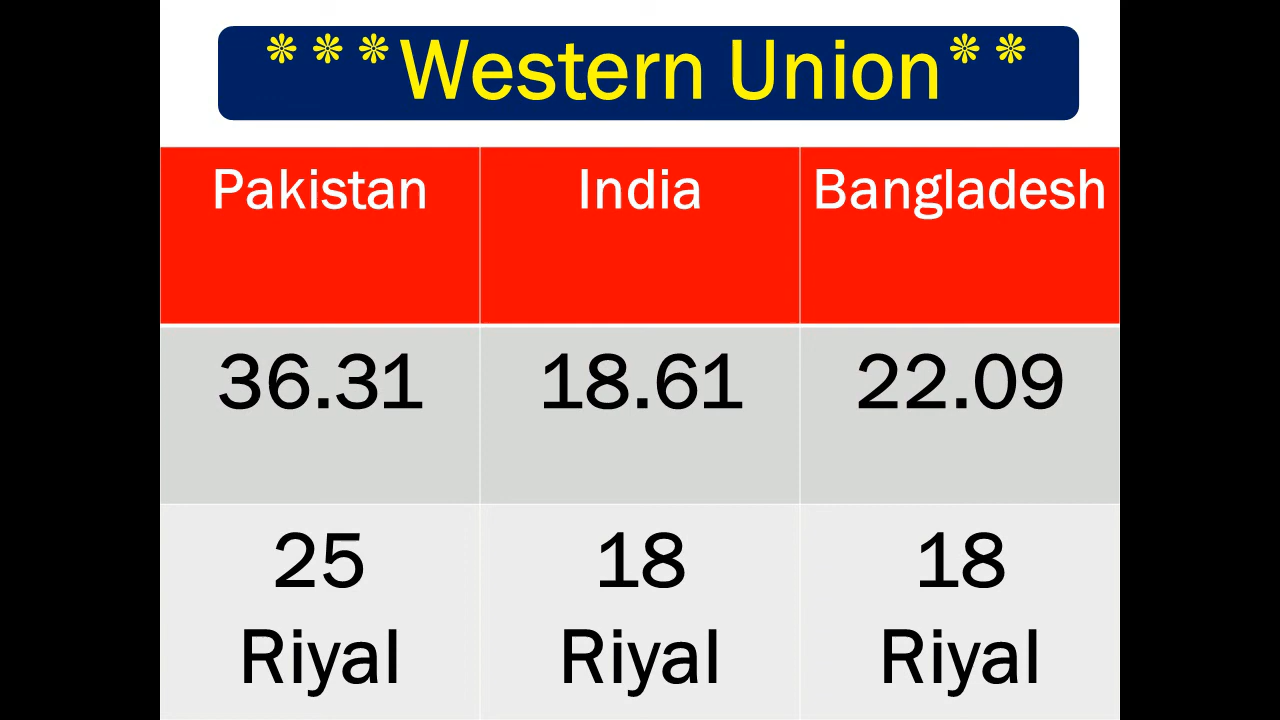 ***Western Union**
Pakistan India Bangladesh
36.31 18.61 22.09
25 18 18
Riyal Riyal Riyal